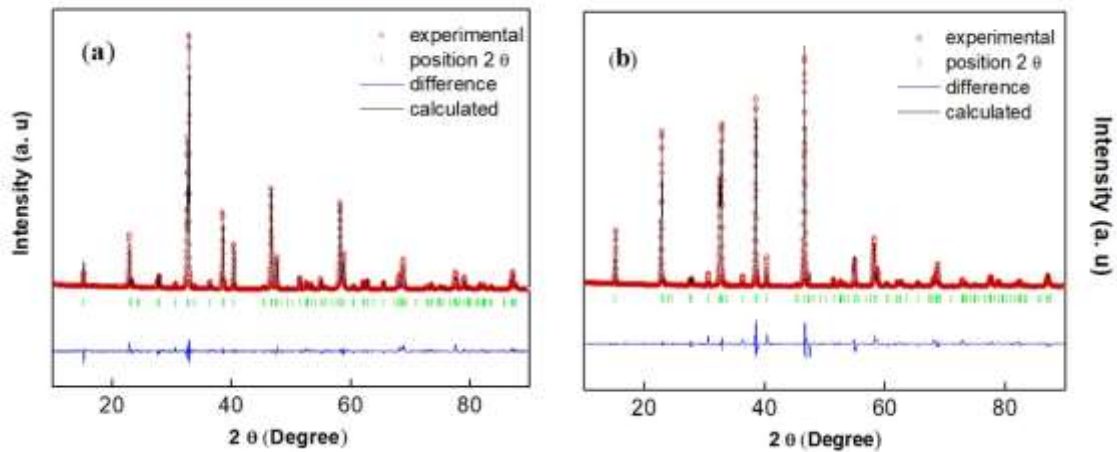 (a)
experimental
position 2 θ
difference
calculated
Intensity (a. u)
20
40
60
80
2 θ (Degree)
(b)
experimental
position 2 θ
difference
calculated
Intensity (a. u)
20
40
60
80
2 θ (Degree)